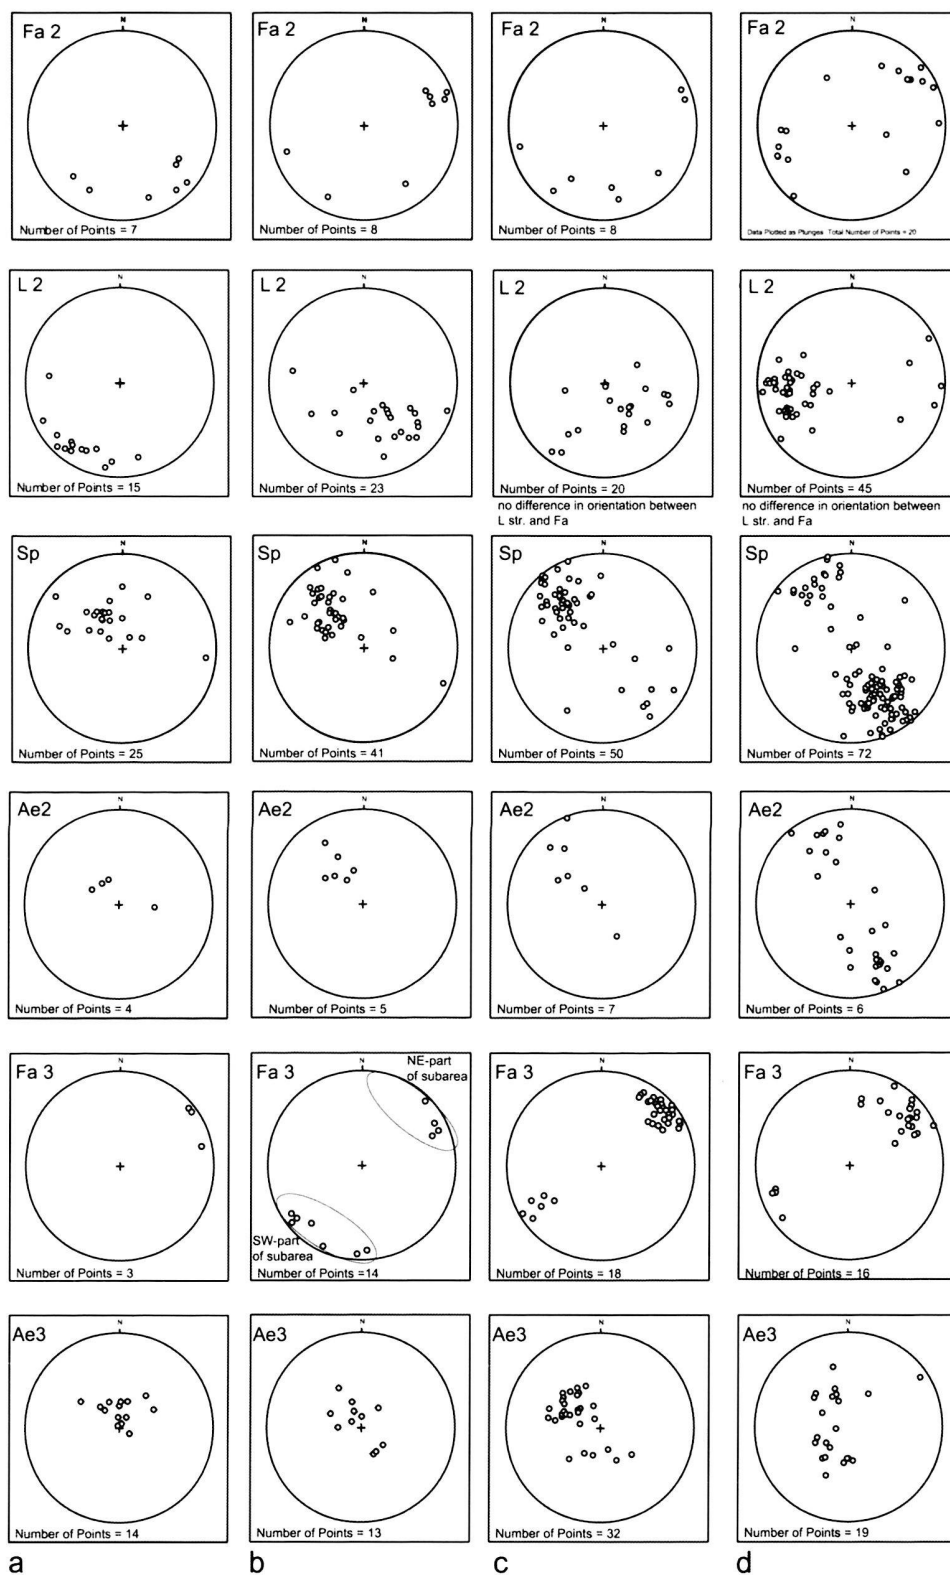 N N N N
Fa 2 Fa 2 Fa 2 Fa 2
Number of Points = 7 Number of Points = 8 Number of Points = 8 Data Plotted as Plunges Total Number of Points = 20
N N N N
L 2 L 2 L 2 L 2
Number of Points = 15 Number of Points = 23 Number of Points = 20 Number of Points = 45
no difference in orientation between no difference in orientation between
L str. and Fa L str. and Fa
N N N N
Sp Sp Sp Sp
Number of Points = 25 Number of Points = 41 Number of Points = 50 Number of Points = 72
N N N N
Ae2 Ae2 Ae2 Ae2
Number of Points = 4 Number of Points = 5 Number of Points = 7 Number of Points = 6
N N N N
Fa 3 Fa 3 NE-part Fa 3 Fa 3
of subarea
SW-part
of subarea
Number of Points = 3 Number of Points =14 Number of Points = 18 Number of Points = 16
N N N N
Ae3 Ae3 Ae3 Ae3
Number of Points = 14 Number of Points = 13 Number of Points = 32 Number of Points = 19
a b c d